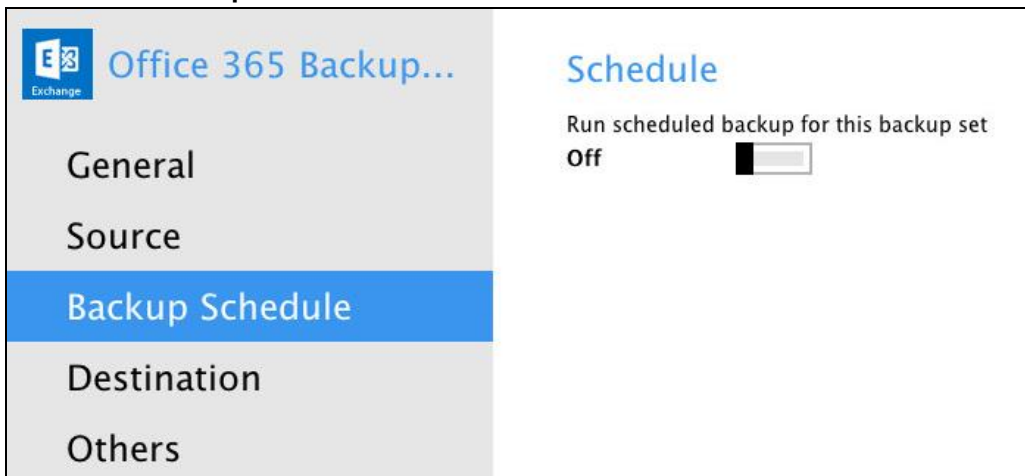 E
Exchange
Office 365 Backup...
General
Source
Backup Schedule
Destination
Others
Schedule
Run scheduled backup for this backup set
Off